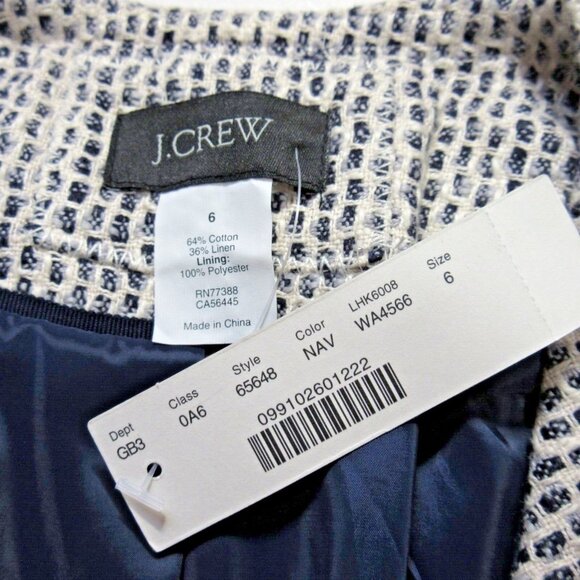 J.CREW
6
64% Cotton
36% Linen
Lining:
100% Polyester
RN77388
CA56445
Made in China
Dept Class Style Color LHK6008 Size
GB3 0A6 65648 NAV WA4566 6
099102601222